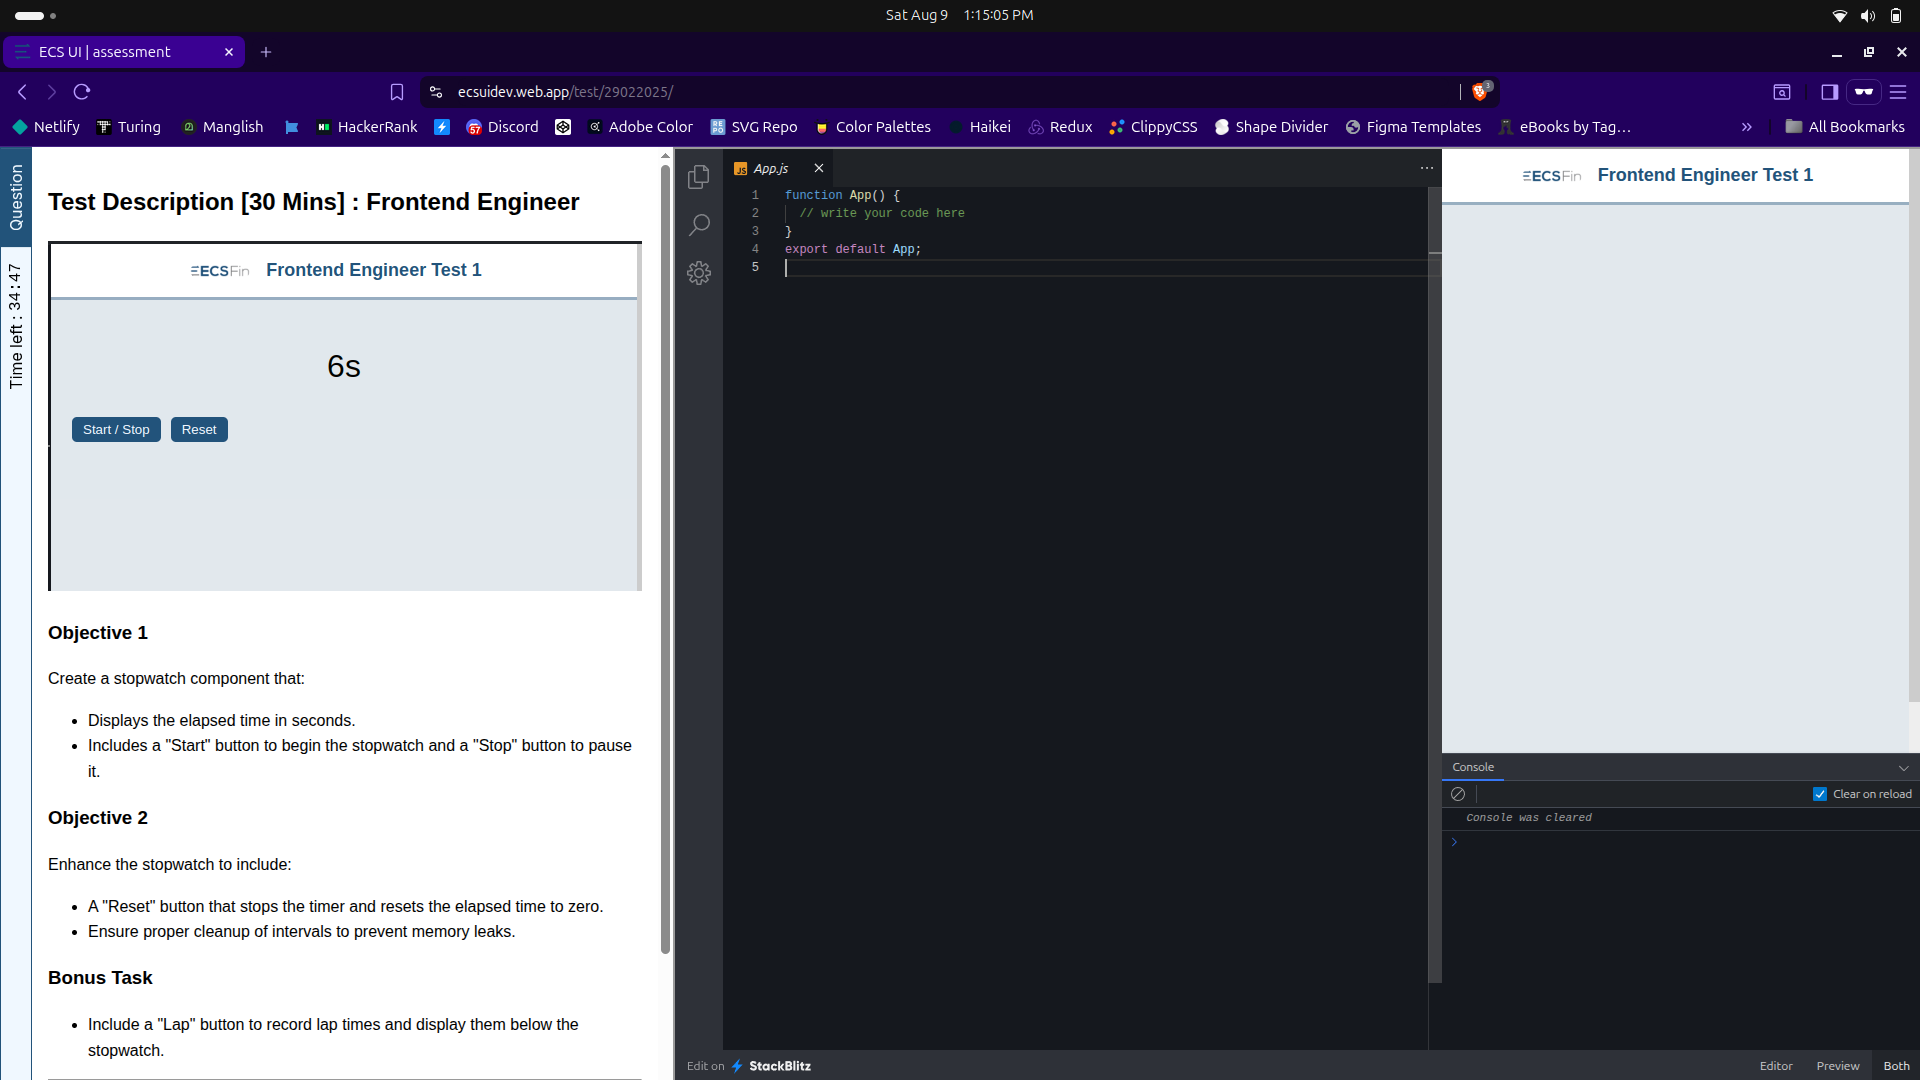 Sat Aug 9 1:15:05 PM
ECS UI | assessment
ecsuidev.web.app/test/29022025/
3
Netlify
Turing
Manglish
HackerRank
57
Discord
Adobe Color
REPO SVG Repo
Color Palettes
Haikei
Redux
ClippyCSS
Shape Divider
Figma Templates
eBooks by Tag...
All Bookmarks
Question
Time left : 34:47
Test Description [30 Mins] : Frontend Engineer
ECSFin Frontend Engineer Test 1
6s
Start / Stop
Reset
Objective 1
Create a stopwatch component that:
• Displays the elapsed time in seconds.
• Includes a "Start" button to begin the stopwatch and a "Stop" button to pause
it.
Objective 2
Enhance the stopwatch to include:
• A "Reset" button that stops the timer and resets the elapsed time to zero.
• Ensure proper cleanup of intervals to prevent memory leaks.
Bonus Task
• Include a "Lap" button to record lap times and display them below the
stopwatch.
JS App.js
1 function App() {
2 // write your code here
3 }
4 export default App;
5
Edit on StackBlitz
ECSFin Frontend Engineer Test 1
Console
Clear on reload
Console was cleared
Editor
Preview
Both